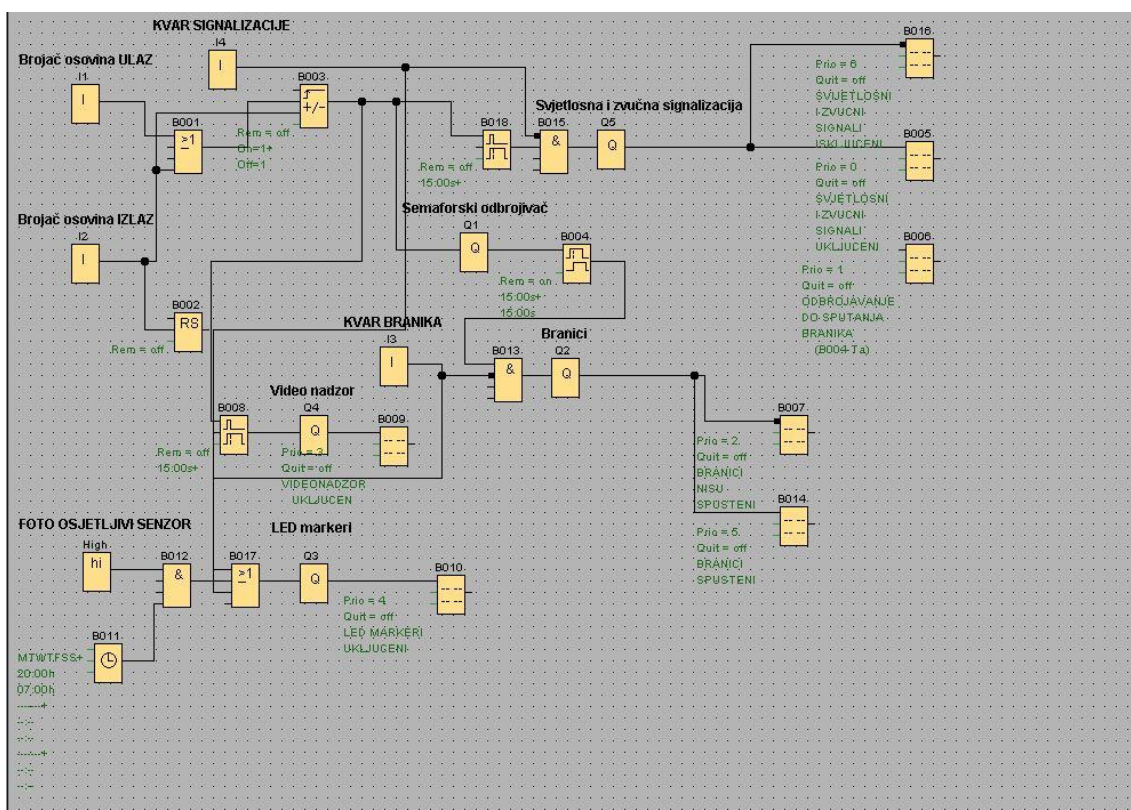 KVAR SIGNALIZACIJE
I4
I
Brojač osovina ULAZ
I1
I
B003
+/-
Rem = off
On=1+
Off=1
B001
>1
Svjetlosna i zvučna signalizacija
B018
Rem = off
15:00s+
B015
&
Q5
Q
B016
Prio = 6
Quit = off
SVIJETLOSNI
I ZVUCNI
SIGNALI
ISKLJUCENI
B005
Prio = 0
Quit = off
SVJETLOSNI
I ZVUCNI
SIGNALI
UKLJUCENI
Brojač osovina IZLAZ
I2
I
Semaforski odbrojivač
Q1
Q
B004
Rem = on
15:00s+
15:00s
B006
Prio = 1
Quit = off
ODBROJAVANJE
DO SPUTANJA
BRANIKA
(B004-Ta)
B002
RS
Rem = off
KVAR BRANIKA
I3
I
Branici
B013
&
Q2
Q
Video nadzor
B008
Rem = off
15:00s+
Q4
Q
B009
Prio = 3
Quit = off
VIDEONADZOR
UKLJUCEN
B007
Prio = 2
Quit = off
BRANICI
NISU
SPUSTENI
B014
Prio = 5
Quit = off
BRANICI
SPUSTENI
FOTO OSJETLJIVI SENZOR
High
hi
LED markeri
B012
&
B017
>1
Q3
Q
B010
Prio = 4
Quit = off
LED MARKERI
UKLJUCENI
B011
MTWTFSS+
20:00h
07:00h
-------+
--:--
--:--
-------+
--:--
--:--